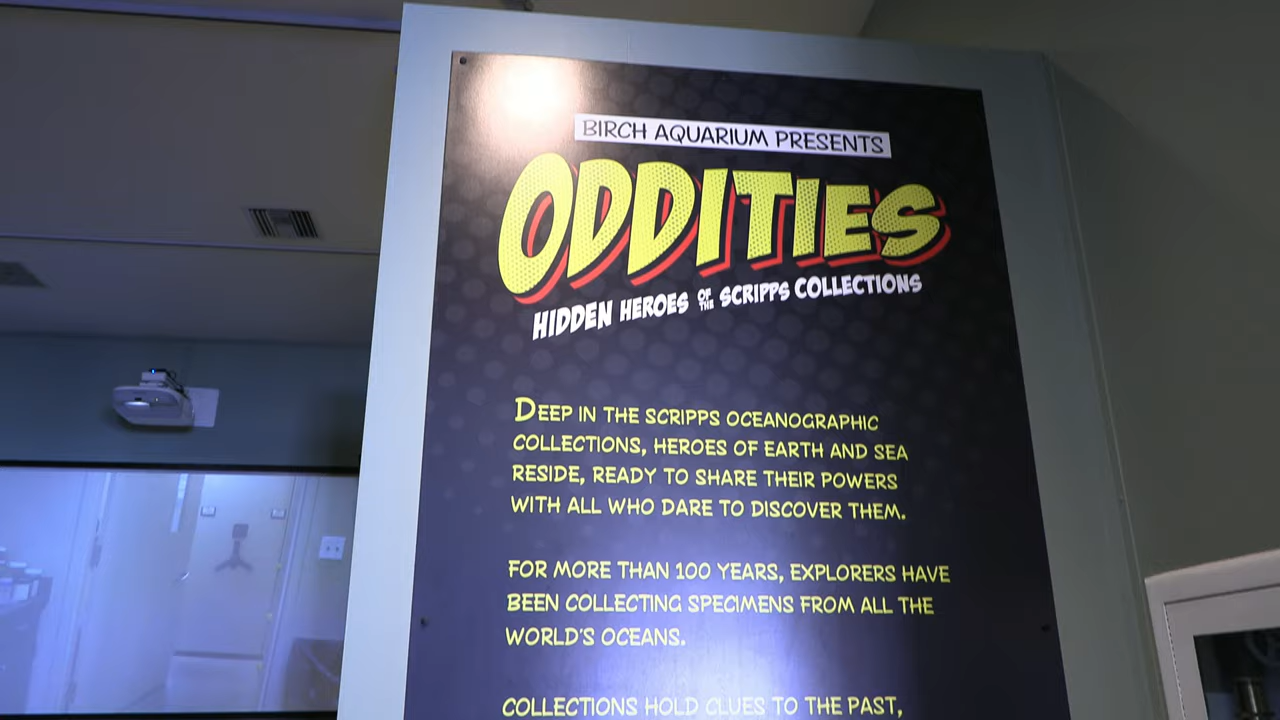 BIRCH AQUARIUM PRESENTS
ODDITIES
HIDDEN HEROES OF THE SCRIPPS COLLECTIONS
DEEP IN THE SCRIPPS OCEANOGRAPHIC
COLLECTIONS, HEROES OF EARTH AND SEA
RESIDE, READY TO SHARE THEIR POWERS
WITH ALL WHO DARE TO DISCOVER THEM.
FOR MORE THAN 100 YEARS, EXPLORERS HAVE
BEEN COLLECTING SPECIMENS FROM ALL THE
WORLD'S OCEANS.
COLLECTIONS HOLD CLUES TO THE PAST,